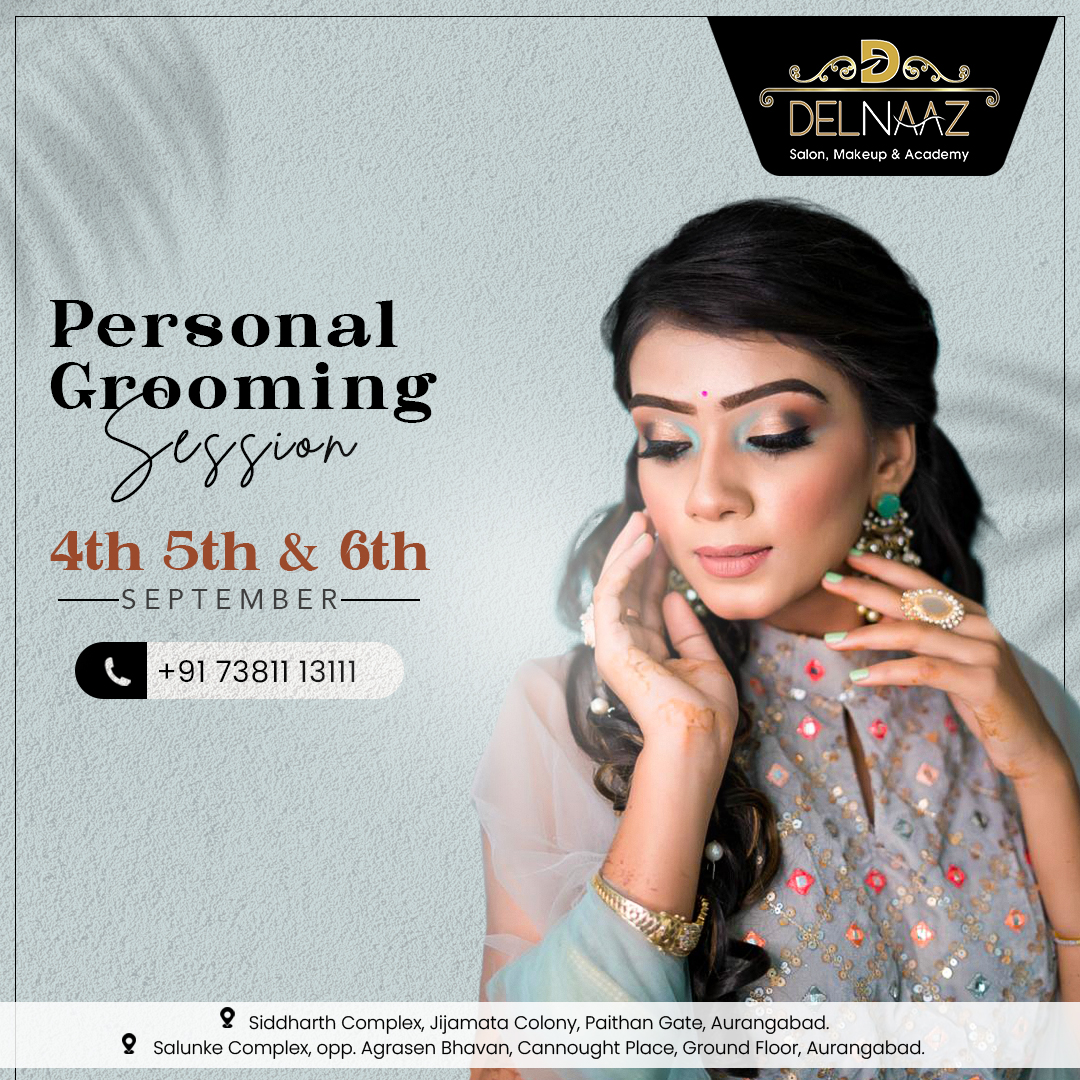 D
DELNAAZ
Salon, Makeup & Academy
Personal
Grooming
Session
4th 5th & 6th
SEPTEMBER
+91 73811 13111
Siddharth Complex, Jijamata Colony, Paithan Gate, Aurangabad.
Salunke Complex, opp. Agrasen Bhavan, Cannought Place, Ground Floor, Aurangabad.